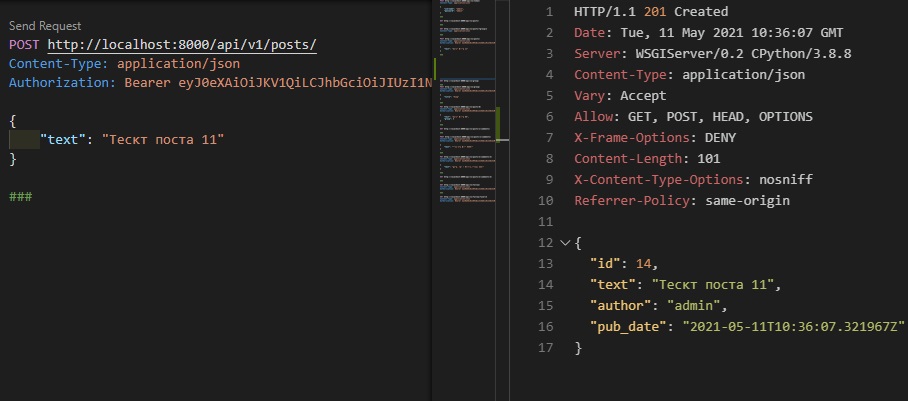 Send Request
POST http://localhost:8000/api/v1/posts/
Content-Type: application/json
Authorization: Bearer eyJ0eXAiOiJKV1QiLCJhbGciOiJIUzI1N
{
"text": "Тескт поста 11"
}
###
1 HTTP/1.1 201 Created
2 Date: Tue, 11 May 2021 10:36:07 GMT
3 Server: WSGIServer/0.2 CPython/3.8.8
4 Content-Type: application/json
5 Vary: Accept
6 Allow: GET, POST, HEAD, OPTIONS
7 X-Frame-Options: DENY
8 Content-Length: 101
9 X-Content-Type-Options: nosniff
10 Referrer-Policy: same-origin
11
12 {
13 "id": 14,
14 "text": "Тескт поста 11",
15 "author": "admin",
16 "pub_date": "2021-05-11T10:36:07.321967Z"
17 }